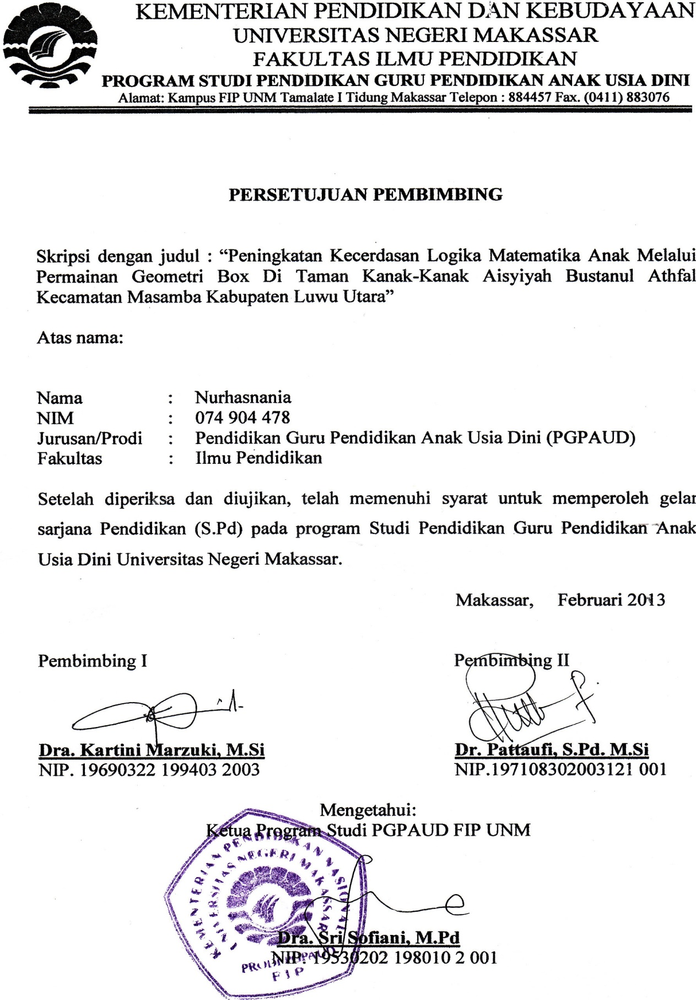 KEMENTERIAN PENDIDIKAN DAN KEBUDAYAAN
UNIVERSITAS NEGERI MAKASSAR
FAKULTAS ILMU PENDIDIKAN
PROGRAM STUDI PENDIDIKAN GURU PENDIDIKAN ANAK USIA DINI
Alamat: Kampus FIP UNM Tamalate I Tidung Makassar Telepon : 884457 Fax. (0411) 883076
PERSETUJUAN PEMBIMBING
Skripsi dengan judul : “Peningkatan Kecerdasan Logika Matematika Anak Melalui
Permainan Geometri Box Di Taman Kanak-Kanak Aisyiyah Bustanul Athfal
Kecamatan Masamba Kabupaten Luwu Utara”
Atas nama:
Nama : Nurhasnania
NIM : 074 904 478
Jurusan/Prodi : Pendidikan Guru Pendidikan Anak Usia Dini (PGPAUD)
Fakultas : Ilmu Pendidikan
Setelah diperiksa dan diujikan, telah memenuhi syarat untuk memperoleh gelar
sarjana Pendidikan (S.Pd) pada program Studi Pendidikan Guru Pendidikan Anak
Usia Dini Universitas Negeri Makassar.
Makassar, Februari 2013
Pembimbing I Pembimbing II
Dra. Kartini Marzuki, M.Si Dr. Pattaufi, S.Pd. M.Si
NIP. 19690322 199403 2003 NIP.197108302003121 001
Mengetahui:
Ketua Program Studi PGPAUD FIP UNM
KEMENTERIAN PENDIDIKAN NASIONAL
UNIVERSITAS NEGERI MAKASSAR
PRODI PGPAUD
FIP
Dra. Sri Sofiani, M.Pd
NIP. 19530202 198010 2 001